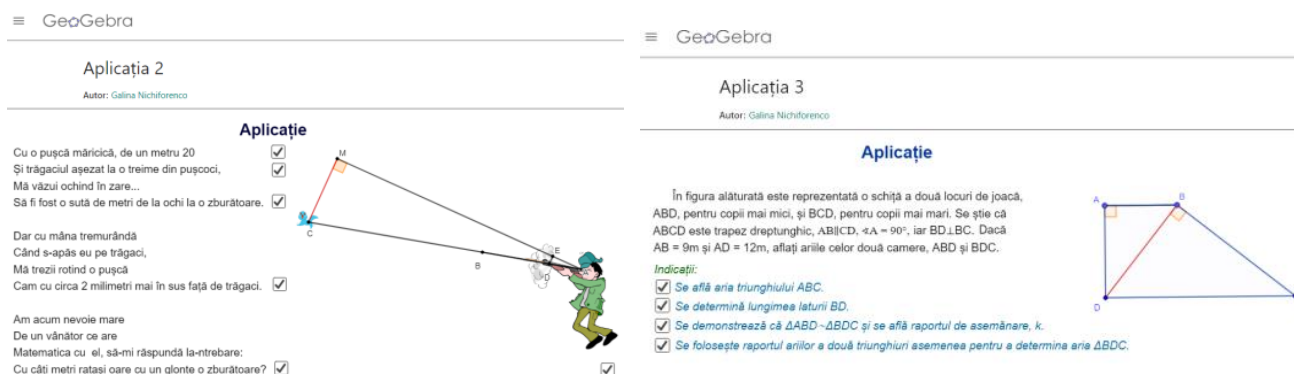 GeoGebra
Aplicația 2
Autor: Galina Nichiforenco
Aplicație
Cu o pușcă măricică, de un metru 20
Și trăgaciul așezat la o treime din pușcoci,
Mă văzui ochind în zare...
Să fi fost o sută de metri de la ochi la o zburătoare.
Dar cu mâna tremurândă
Când s-apăs eu pe trăgaci,
Mă trezii rotind o pușcă
Cam cu circa 2 milimetri mai în sus față de trăgaci.
Am acum nevoie mare
De un vânător ce are
Matematica cu el, să-mi răspundă la-ntrebare:
Cu câți metri ratași oare cu un glonte o zburătoare?
M
C
B
E
D
GeoGebra
Aplicația 3
Autor: Galina Nichiforenco
Aplicație
În figura alăturată este reprezentată o schiță a două locuri de joacă,
ABD, pentru copii mai mici, și BCD, pentru copii mai mari. Se știe că
ABCD este trapez dreptunghic, AB∥CD, ∢A = 90°, iar BD⊥BC. Dacă
AB = 9m și AD = 12m, aflați ariile celor două camere, ABD și BDC.
Indicații:
Se află aria triunghiului ABC.
Se determină lungimea laturii BD.
Se demonstrează că ΔABD~ΔBDC și se află raportul de asemănare, k.
Se folosește raportul ariilor a două triunghiuri asemenea pentru a determina aria ΔBDC.
A
B
D